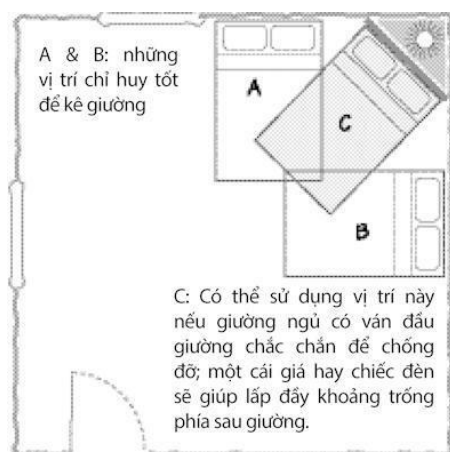 A & B: những
vị trí chỉ huy tốt
để kê giường
A
C
B
C: Có thể sử dụng vị trí này
nếu giường ngủ có ván đầu
giường chắc chắn để chống
đỡ; một cái giá hay chiếc đèn
sẽ giúp lấp đầy khoảng trống
phía sau giường.